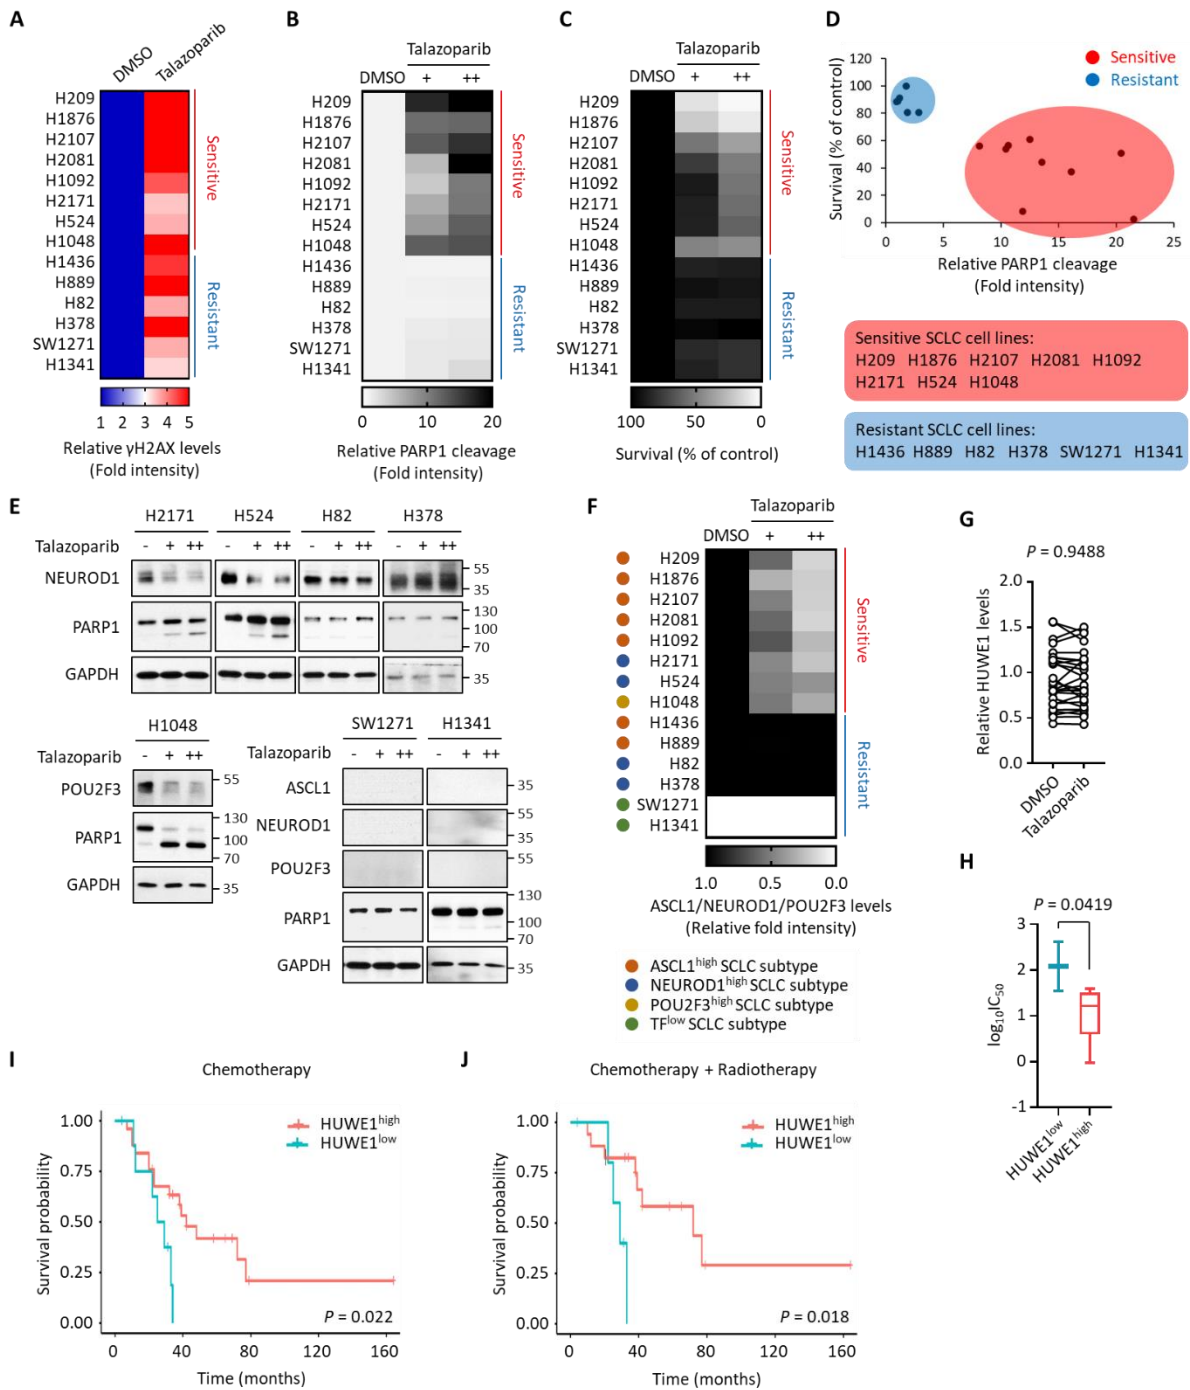 A
DMSO
Talazoparib
H209
H1876
H2107
H2081
H1092
H2171
H524
H1048
H1436
H889
H82
H378
SW1271
H1341
Sensitive
Resistant
1 2 3 4 5
Relative γH2AX levels
(Fold intensity)
B
Talazoparib
DMSO + ++
H209
H1876
H2107
H2081
H1092
H2171
H524
H1048
H1436
H889
H82
H378
SW1271
H1341
Sensitive
Resistant
0 10 20
Relative PARP1 cleavage
(Fold intensity)
C
Talazoparib
DMSO + ++
H209
H1876
H2107
H2081
H1092
H2171
H524
H1048
H1436
H889
H82
H378
SW1271
H1341
Sensitive
Resistant
100 50 0
Survival (% of control)
D
Sensitive
Resistant
Survival (% of control)
120
100
80
60
40
20
0
0 5 10 15 20 25
Relative PARP1 cleavage
(Fold intensity)
Sensitive SCLC cell lines:
H209 H1876 H2107 H2081 H1092
H2171 H524 H1048
Resistant SCLC cell lines:
H1436 H889 H82 H378 SW1271 H1341
E
H2171 H524 H82 H378
Talazoparib - + ++ - + ++ - + ++ - + ++
NEUROD1
55
35
PARP1
130
100
70
GAPDH
35
H1048
Talazoparib - + ++
POU2F3
55
PARP1
130
100
70
GAPDH
35
SW1271 H1341
Talazoparib - + ++ - + ++
ASCL1
35
NEUROD1
55
35
POU2F3
55
35
PARP1
130
100
70
GAPDH
35
F
Talazoparib
DMSO + ++
H209
H1876
H2107
H2081
H1092
H2171
H524
H1048
H1436
H889
H82
H378
SW1271
H1341
Sensitive
Resistant
1.0 0.5 0.0
ASCL1/NEUROD1/POU2F3 levels
(Relative fold intensity)
ASCL1high SCLC subtype
NEUROD1high SCLC subtype
POU2F3high SCLC subtype
TFlow SCLC subtype
G
P = 0.9488
Relative HUWE1 levels
2.0
1.5
1.0
0.5
0.0
DMSO
Talazoparib
H
P = 0.0419
log10IC50
3
2
1
0
-1
HUWE1low
HUWE1high
I
Chemotherapy
HUWE1high
HUWE1low
Survival probability
1.00
0.75
0.50
0.25
0.00
P = 0.022
0 40 80 120 160
Time (months)
J
Chemotherapy + Radiotherapy
HUWE1high
HUWE1low
Survival probability
1.00
0.75
0.50
0.25
0.00
P = 0.018
0 40 80 120 160
Time (months)